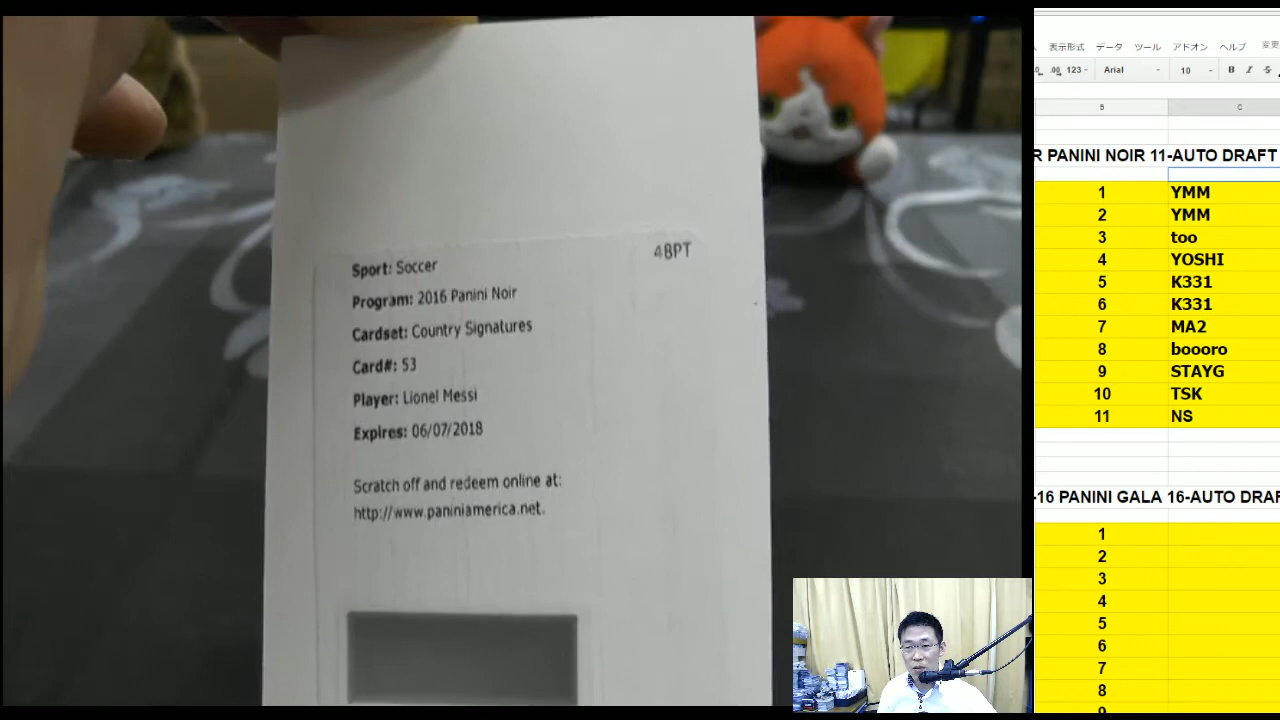 48PT
Sport: Soccer
Program: 2016 Panini Noir
Cardset: Country Signatures
Card#: 53
Player: Lionel Messi
Expires: 06/07/2018
Scratch off and redeem online at:
http://www.paniniamerica.net.
表示形式 データ ツール アドオン ヘルプ 変更
.00 123 Arial 10 B I S
B C
R PANINI NOIR 11-AUTO DRAFT
1 YMM
2 YMM
3 too
4 YOSHI
5 K331
6 K331
7 MA2
8 boooro
9 STAYG
10 TSK
11 NS
-16 PANINI GALA 16-AUTO DRAF
1
2
3
4
5
6
7
8
9